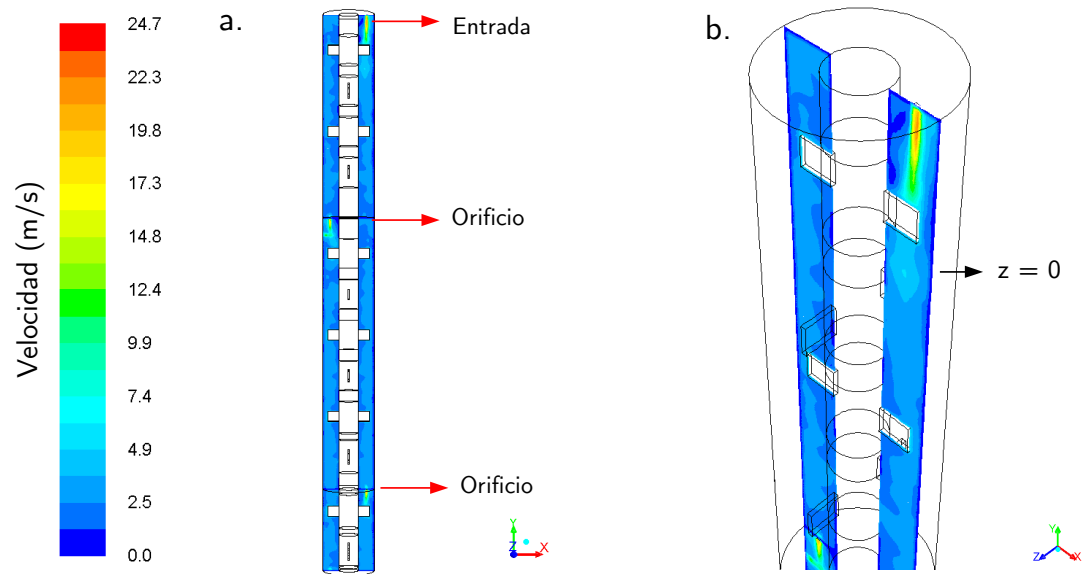 Velocidad (m/s)
24.7
22.3
19.8
17.3
14.8
12.4
9.9
7.4
4.9
2.5
0.0
a.
Entrada
Orificio
Orificio
Y
Z
X
b.
z = 0
Y
Z
X